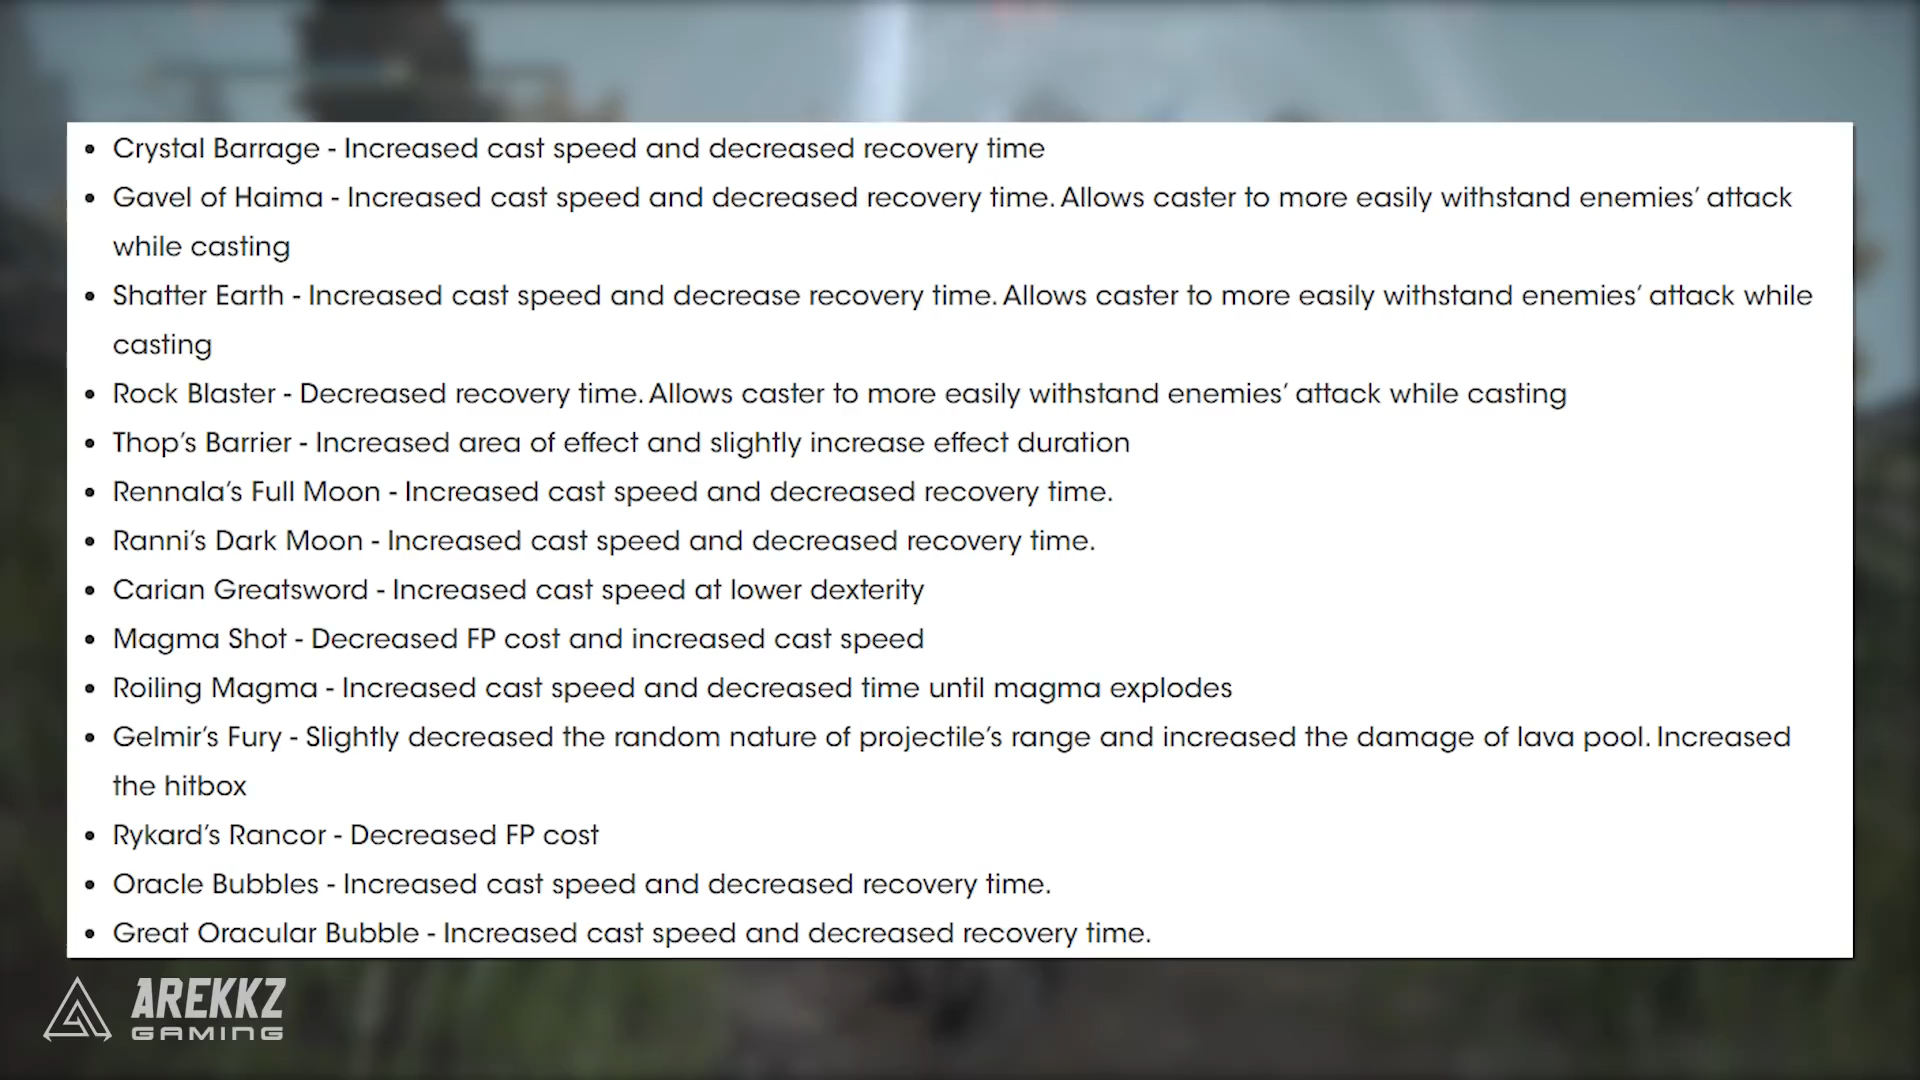 • Crystal Barrage - Increased cast speed and decreased recovery time
• Gavel of Haima - Increased cast speed and decreased recovery time. Allows caster to more easily withstand enemies’ attack
while casting
• Shatter Earth - Increased cast speed and decrease recovery time. Allows caster to more easily withstand enemies’ attack while
casting
• Rock Blaster - Decreased recovery time. Allows caster to more easily withstand enemies’ attack while casting
• Thop’s Barrier - Increased area of effect and slightly increase effect duration
• Rennala’s Full Moon - Increased cast speed and decreased recovery time.
• Ranni’s Dark Moon - Increased cast speed and decreased recovery time.
• Carian Greatsword - Increased cast speed at lower dexterity
• Magma Shot - Decreased FP cost and increased cast speed
• Roiling Magma - Increased cast speed and decreased time until magma explodes
• Gelmir’s Fury - Slightly decreased the random nature of projectile’s range and increased the damage of lava pool. Increased
the hitbox
• Rykard’s Rancor - Decreased FP cost
• Oracle Bubbles - Increased cast speed and decreased recovery time.
• Great Oracular Bubble - Increased cast speed and decreased recovery time.
AREKKZ
GAMING